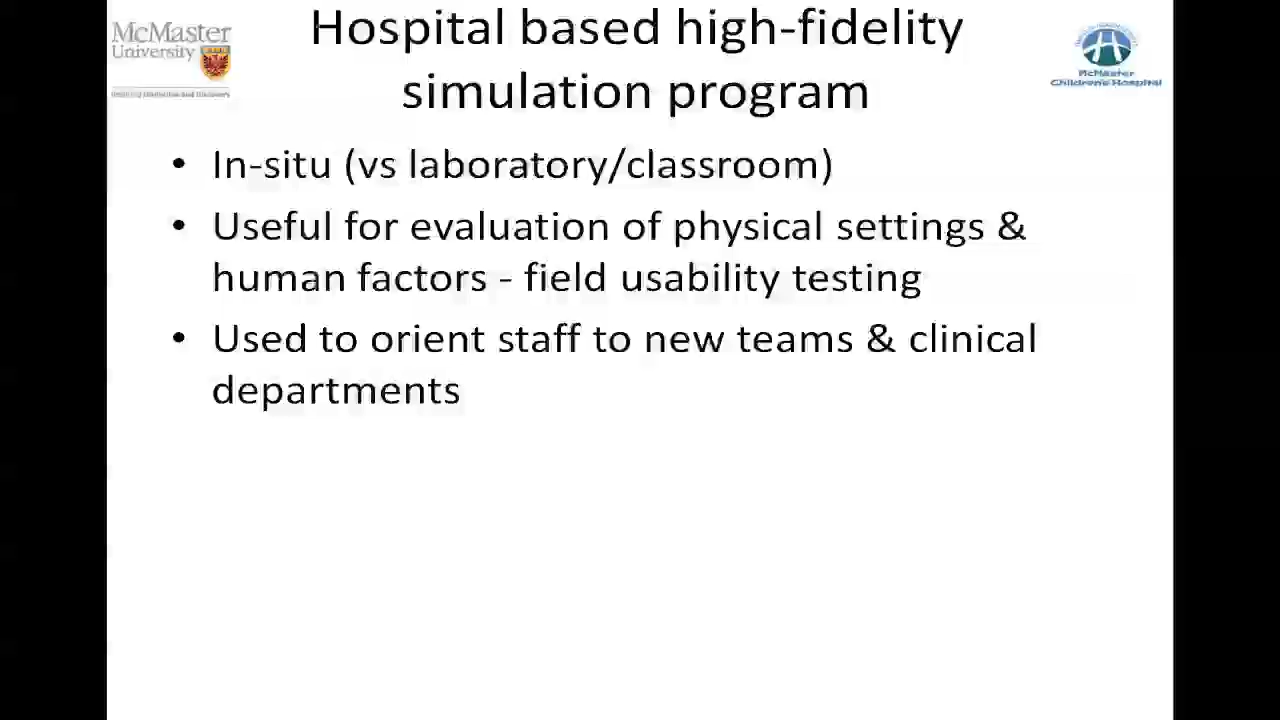 McMaster
University
Hospital based high-fidelity
simulation program
McMaster
Children's Hospital
• In-situ (vs laboratory/classroom)
• Useful for evaluation of physical settings &
human factors - field usability testing
• Used to orient staff to new teams & clinical
departments